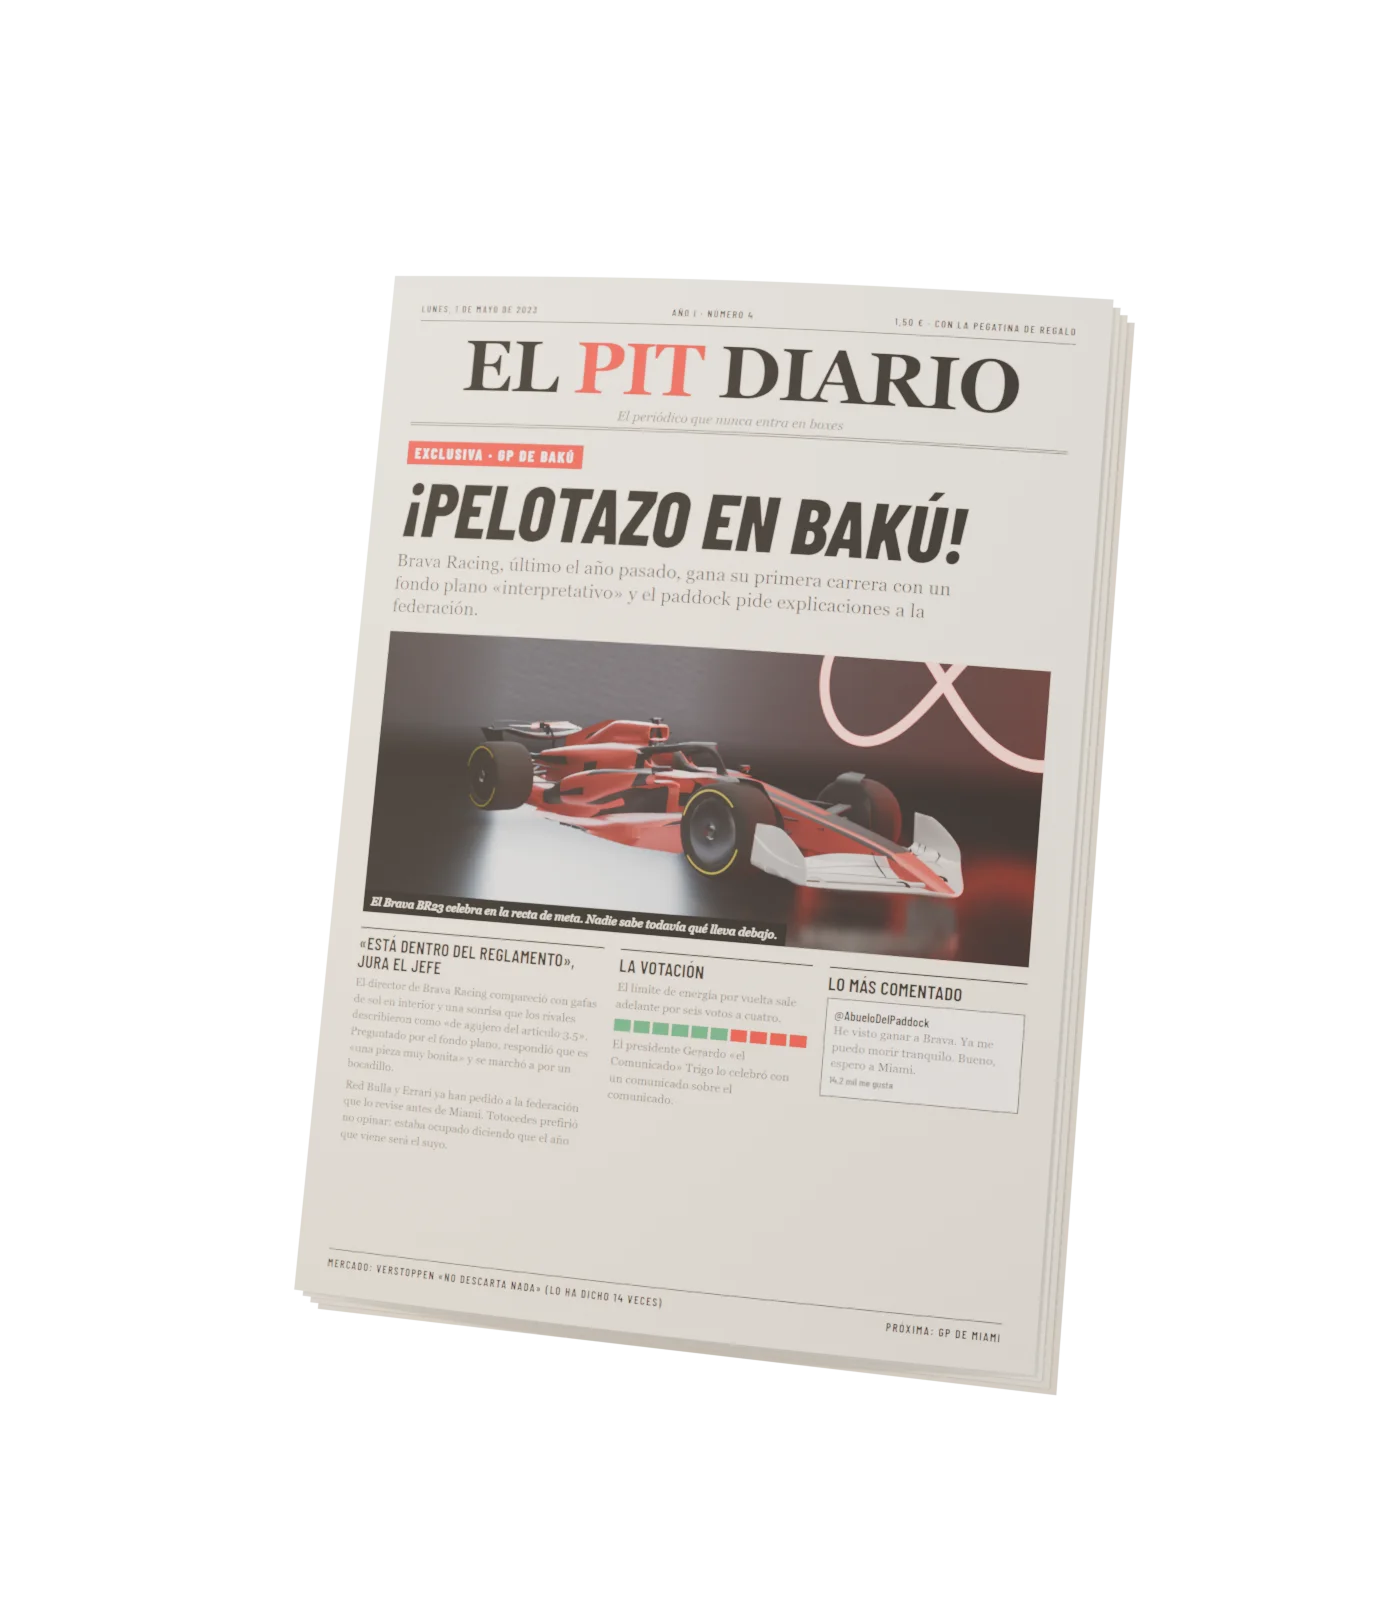 LUNES, 1 DE MAYO DE 2023
AÑO I · NÚMERO 4
1,50 € · CON LA PEGATINA DE REGALO
EL PIT DIARIO
El periódico que nunca entra en boxes
EXCLUSIVA · GP DE BAKÚ
¡PELOTAZO EN BAKÚ!
Brava Racing, último el año pasado, gana su primera carrera con un
fondo plano «interpretativo» y el paddock pide explicaciones a la
federación.
El Brava BR23 celebra en la recta de meta. Nadie sabe todavía qué lleva debajo.
«ESTÁ DENTRO DEL REGLAMENTO»,
JURA EL JEFE
El director de Brava Racing compareció con gafas
de sol en interior y una sonrisa que los rivales
describieron como «de agujero del artículo 3.5».
Preguntado por el fondo plano, respondió que es
«una pieza muy bonita» y se marchó a por un
bocadillo.
Red Bulla y Errari ya han pedido a la federación
que lo revise antes de Miami. Totocedes prefirió
no opinar: estaba ocupado diciendo que el año
que viene será el suyo.
LA VOTACIÓN
El límite de energía por vuelta sale
adelante por seis votos a cuatro.
El presidente Gerardo «el
Comunicado» Trigo lo celebró con
un comunicado sobre el
comunicado.
LO MÁS COMENTADO
@AbueloDelPaddock
He visto ganar a Brava. Ya me
puedo morir tranquilo. Bueno,
espero a Miami.
14,2 mil me gusta
MERCADO: VERSTOPPEN «NO DESCARTA NADA» (LO HA DICHO 14 VECES)
PRÓXIMA: GP DE MIAMI